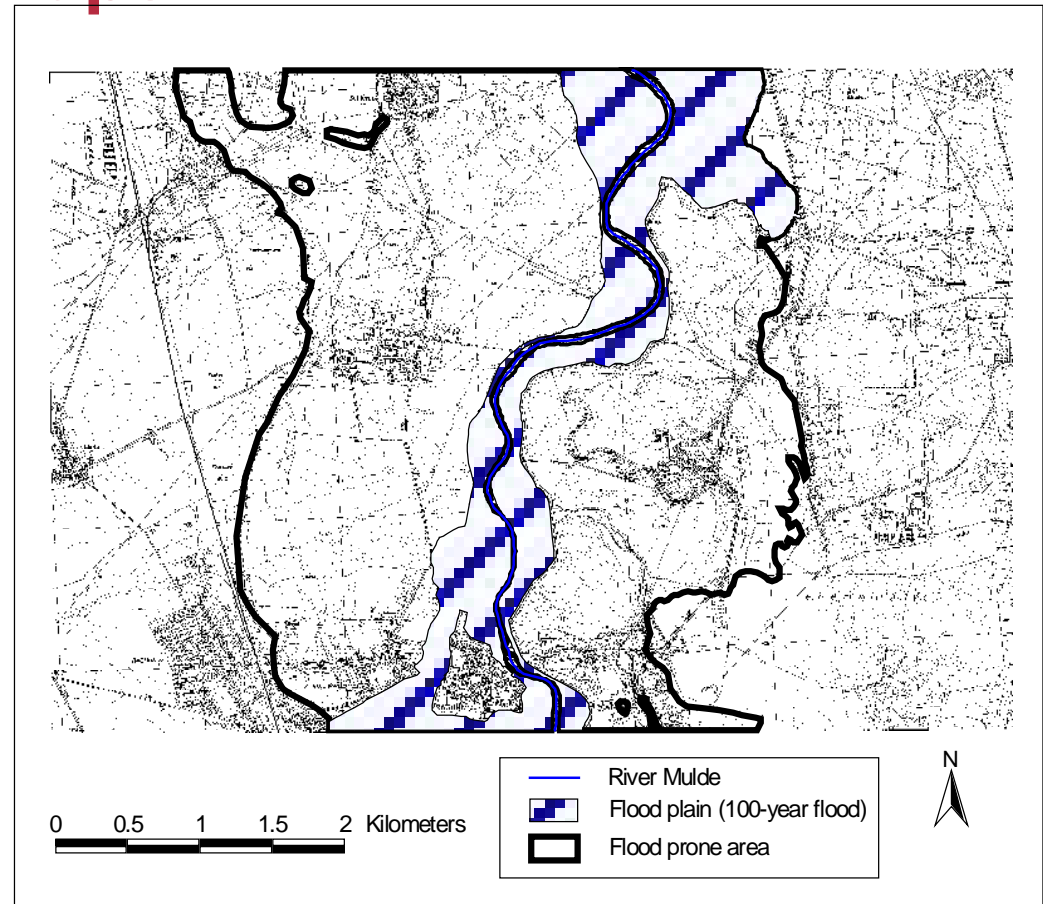 N
River Mulde
Flood plain (100-year flood)
Flood prone area
0 0.5 1 1.5 2 Kilometers